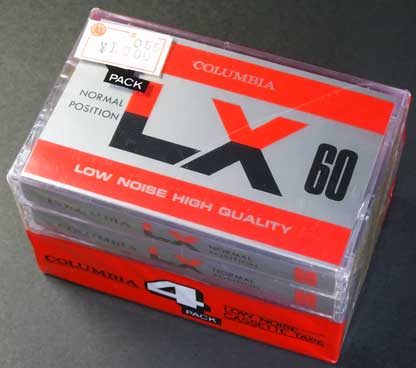 ¥1,000
COLUMBIA
PACK
NORMAL
POSITION
LX
60
LOW NOISE HIGH QUALITY
COLUMBIA LX NORMAL POSITION
COLUMBIA LX NORMAL POSITION
COLUMBIA
4
PACK
LOW NOISE
CASSETTE TAPE